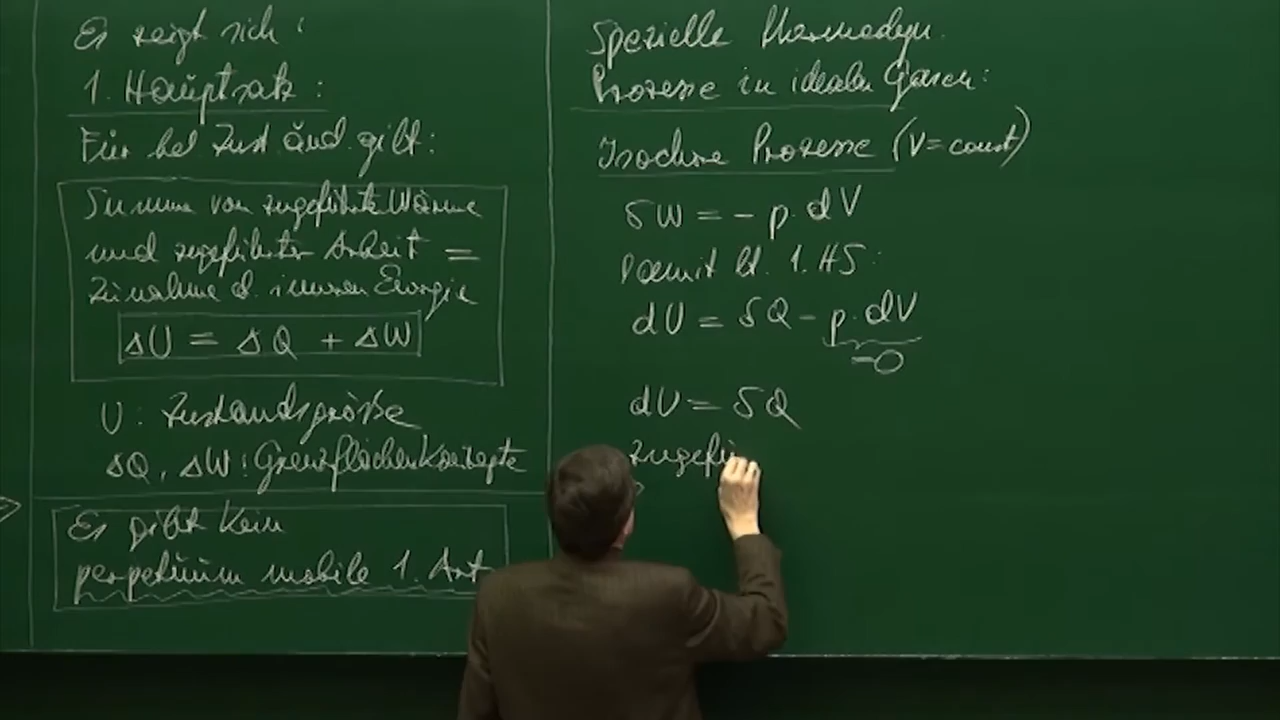 Es zeigt sich:
1. Hauptsatz:
Für bel. Zust.änd. gilt:
Summe von zugeführter Wärme
und zugeführter Arbeit =
Zunahme d. inneren Energie
ΔU = ΔQ + ΔW
U: Zustandsgröße
ΔQ, ΔW: Grenzflächenkonzepte
Es gibt kein
perpetuum mobile 1. Art
Spezielle thermodyn.
Prozesse in idealen Gasen:
Isochore Prozesse (V=const)
δW = - p · dV
Damit lt. 1. HS:
dU = δQ - p · dV
=0
dU = δQ
zugefü